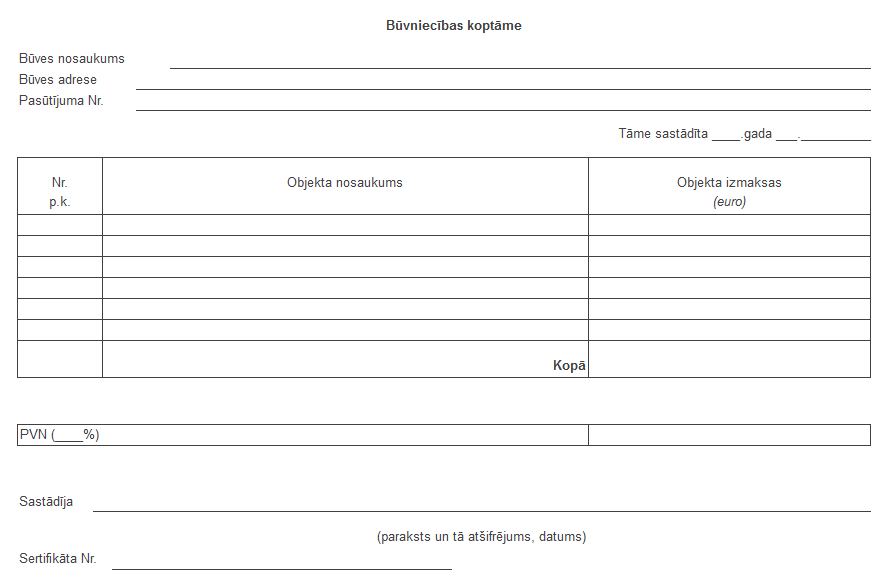 Būvniecības koptāme
Būves nosaukums
Būves adrese
Pasūtījuma Nr.
Tāme sastādīta ____.gada ___.__________
Nr. p.k.
Objekta nosaukums
Objekta izmaksas
(euro)
Kopā
PVN (____%)
Sastādīja
(paraksts un tā atšifrējums, datums)
Sertifikāta Nr.